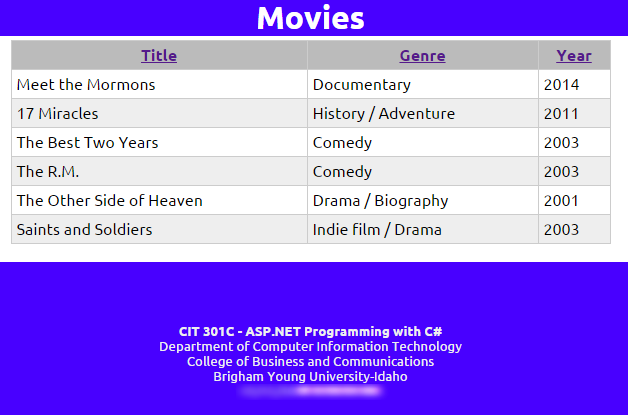 Movies
Title Genre Year
Meet the Mormons Documentary 2014
17 Miracles History / Adventure 2011
The Best Two Years Comedy 2003
The R.M. Comedy 2003
The Other Side of Heaven Drama / Biography 2001
Saints and Soldiers Indie film / Drama 2003
CIT 301C - ASP.NET Programming with C#
Department of Computer Information Technology
College of Business and Communications
Brigham Young University-Idaho